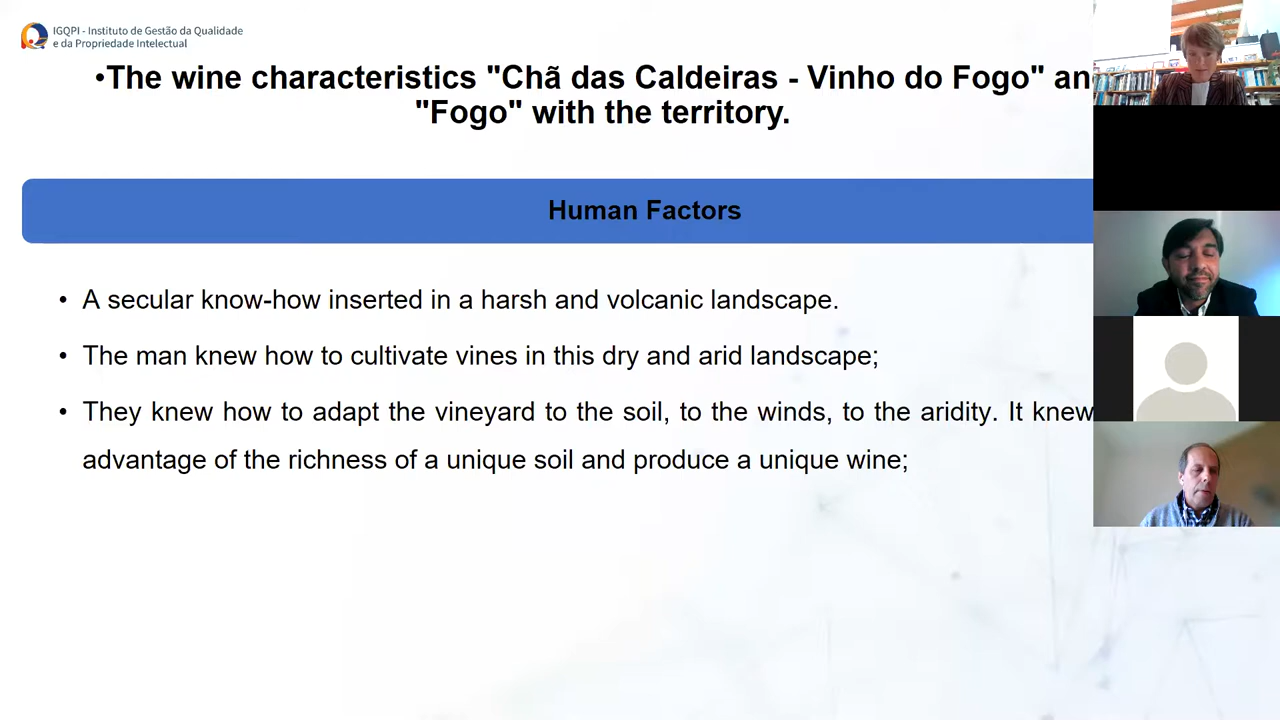 IGQPI - Instituto de Gestão da Qualidade
e da Propriedade Intelectual
•The wine characteristics "Chã das Caldeiras - Vinho do Fogo" an
"Fogo" with the territory.
Human Factors
• A secular know-how inserted in a harsh and volcanic landscape.
• The man knew how to cultivate vines in this dry and arid landscape;
• They knew how to adapt the vineyard to the soil, to the winds, to the aridity. It knew
advantage of the richness of a unique soil and produce a unique wine;